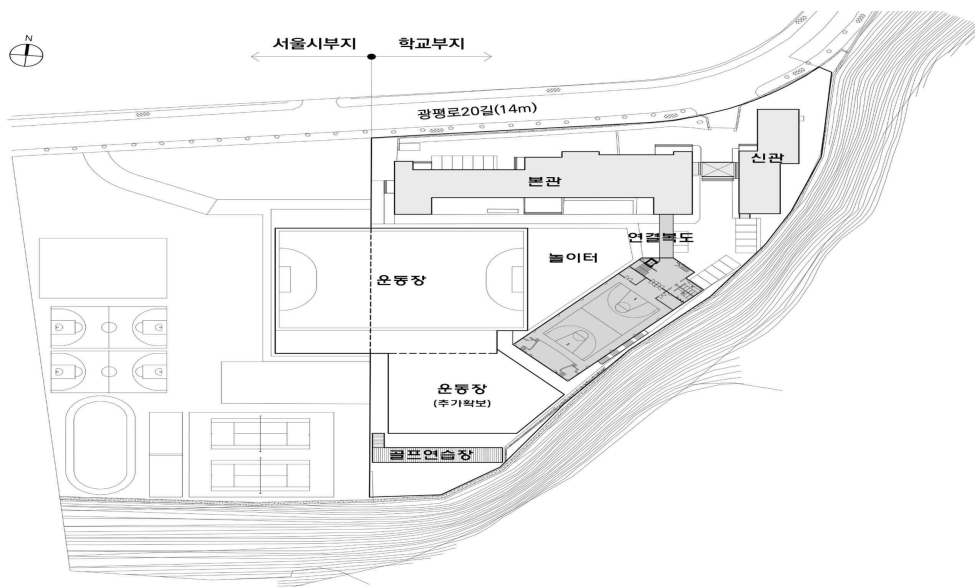 N
서울시부지
학교부지
광평로20길(14m)
본관
신관
연결복도
놀이터
운동장
운동장
(추가확보)
골프연습장